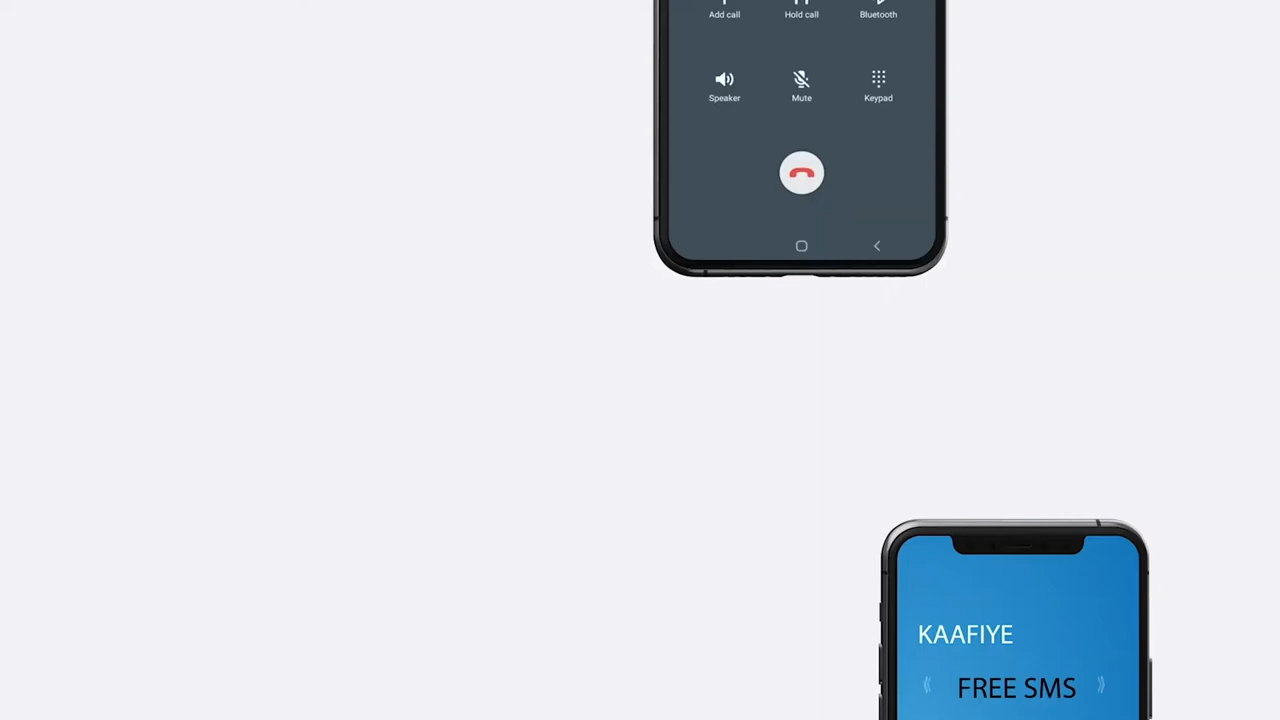 Add call Hold call Bluetooth
Speaker Mute Keypad
KAAFIYE
FREE SMS